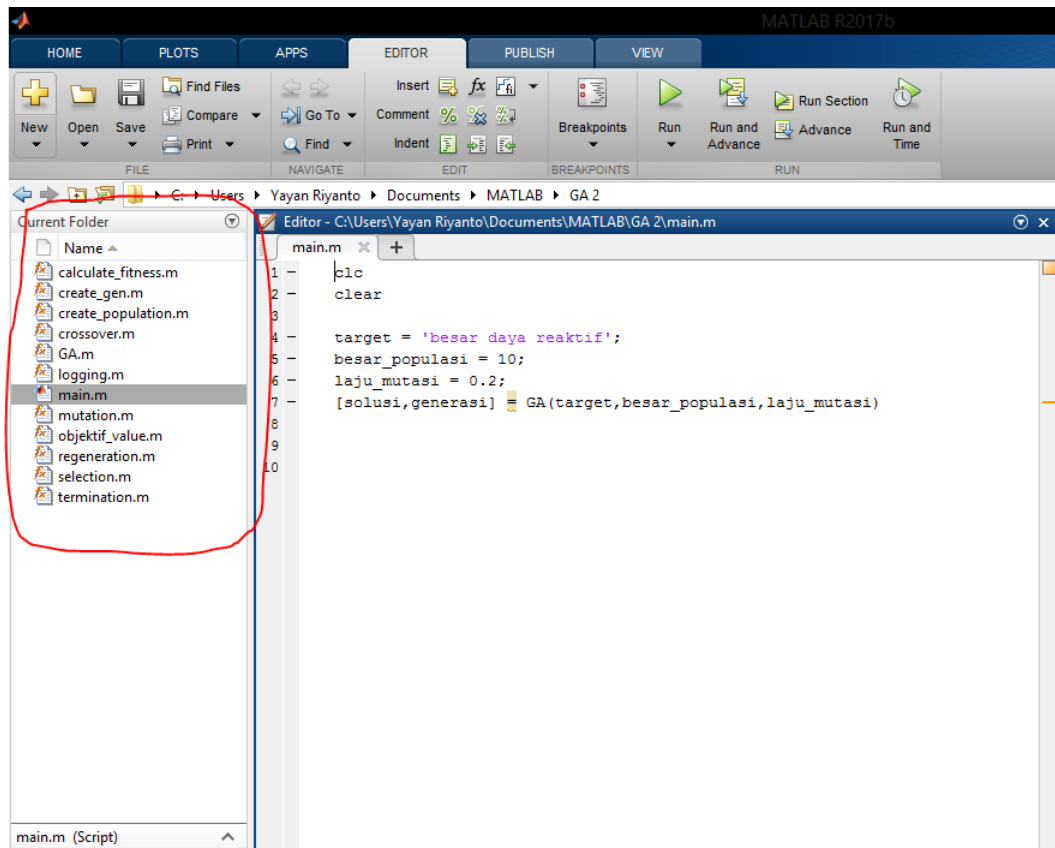 MATLAB R2017b
HOME PLOTS APPS EDITOR PUBLISH VIEW
New Open Save
Find Files
Compare
Print
FILE
Go To
Find
NAVIGATE
Insert
Comment
Indent
EDIT
Breakpoints
BREAKPOINTS
Run
Run and Advance
Run Section
Advance
Run and Time
RUN
C: Users Yayan Riyanto Documents MATLAB GA 2
Current Folder
Name
calculate_fitness.m
create_gen.m
create_population.m
crossover.m
GA.m
logging.m
main.m
mutation.m
objektif_value.m
regeneration.m
selection.m
termination.m
main.m (Script)
Editor - C:\Users\Yayan Riyanto\Documents\MATLAB\GA 2\main.m
main.m
1 clc
2 clear
3
4 target = 'besar daya reaktif';
5 besar_populasi = 10;
6 laju_mutasi = 0.2;
7 [solusi,generasi] = GA(target,besar_populasi,laju_mutasi)
8
9
10